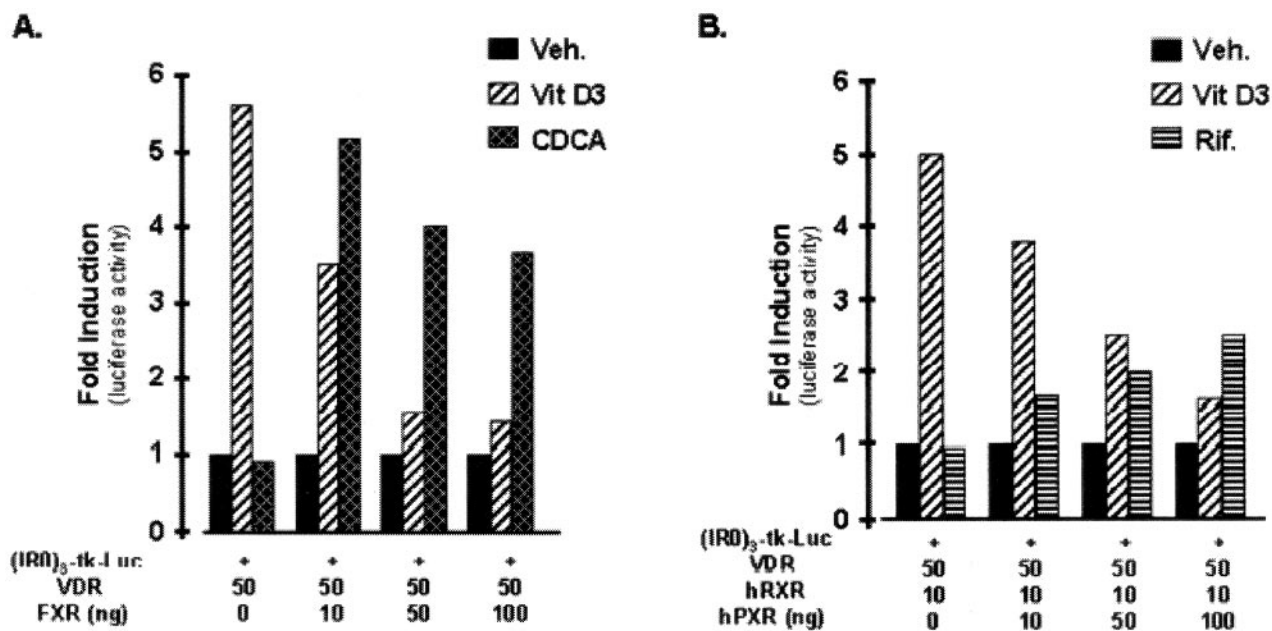 A.
Veh.
Vit D3
CDCA
Fold Induction
(luciferase activity)
6
5
4
3
2
1
0
(IR0)₃-tk-Luc + + + +
VDR 50 50 50 50
FXR (ng) 0 10 50 100
B.
Veh.
Vit D3
Rif.
Fold Induction
(luciferase activity)
6
5
4
3
2
1
0
(IR0)₃-tk-Luc + + + +
VDR 50 50 50 50
hRXR 10 10 10 10
hPXR (ng) 0 10 50 100